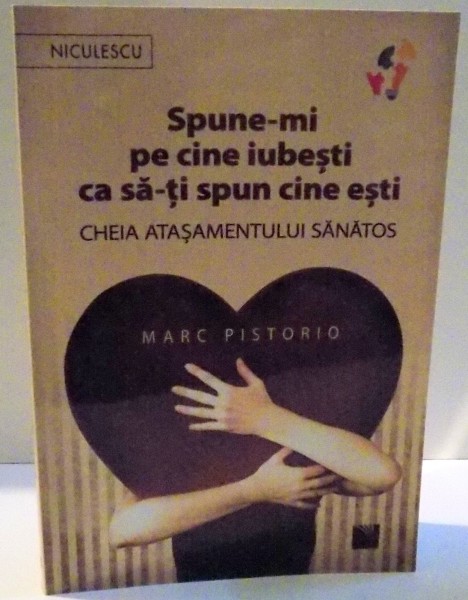 NICULESCU
Spune-mi
pe cine iubești
ca să-ți spun cine ești
CHEIA ATAȘAMENTULUI SĂNĂTOS
MARC PISTORIO